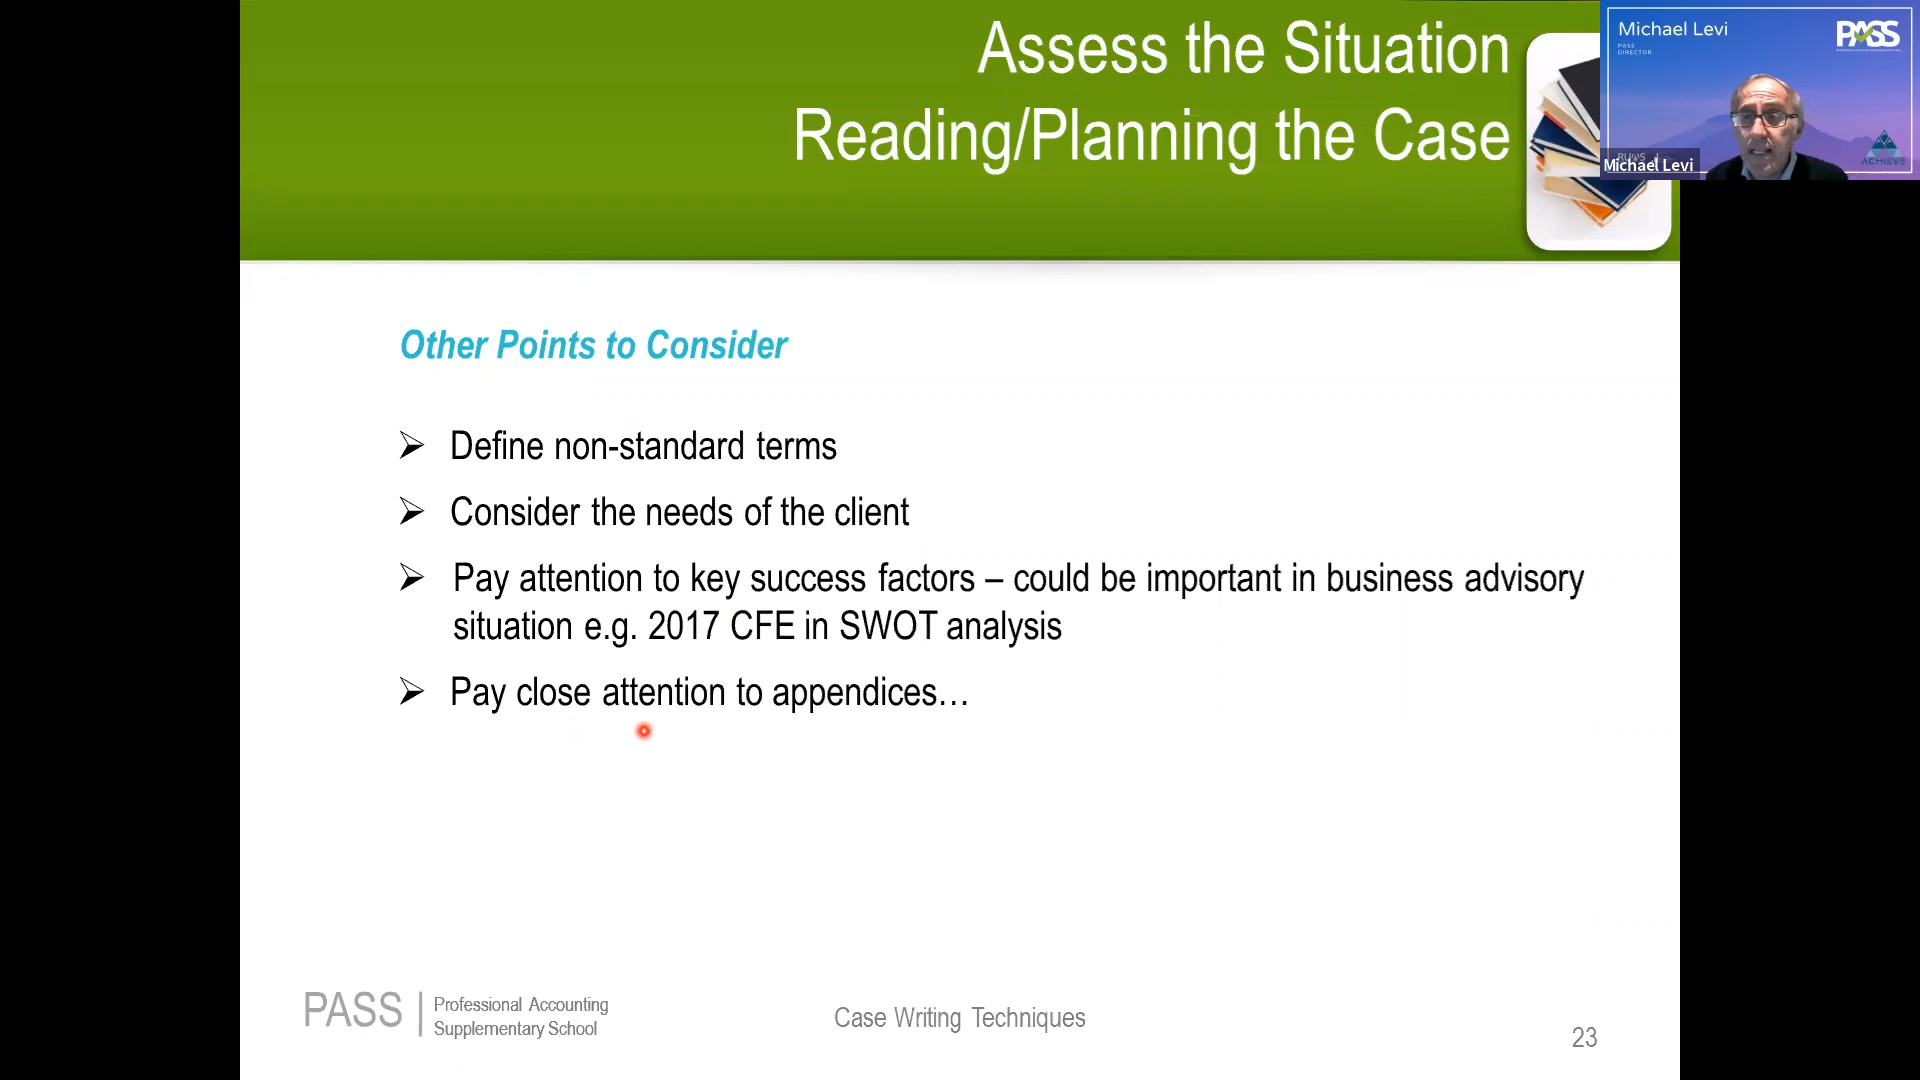 Assess the Situation
Reading/Planning the Case
Michael Levi
PASS
DIRECTOR
PASS
ACHIEVE
Michael Levi
Other Points to Consider
Define non-standard terms
Consider the needs of the client
Pay attention to key success factors – could be important in business advisory
situation e.g. 2017 CFE in SWOT analysis
Pay close attention to appendices…
PASS
Professional Accounting
Supplementary School
Case Writing Techniques
23